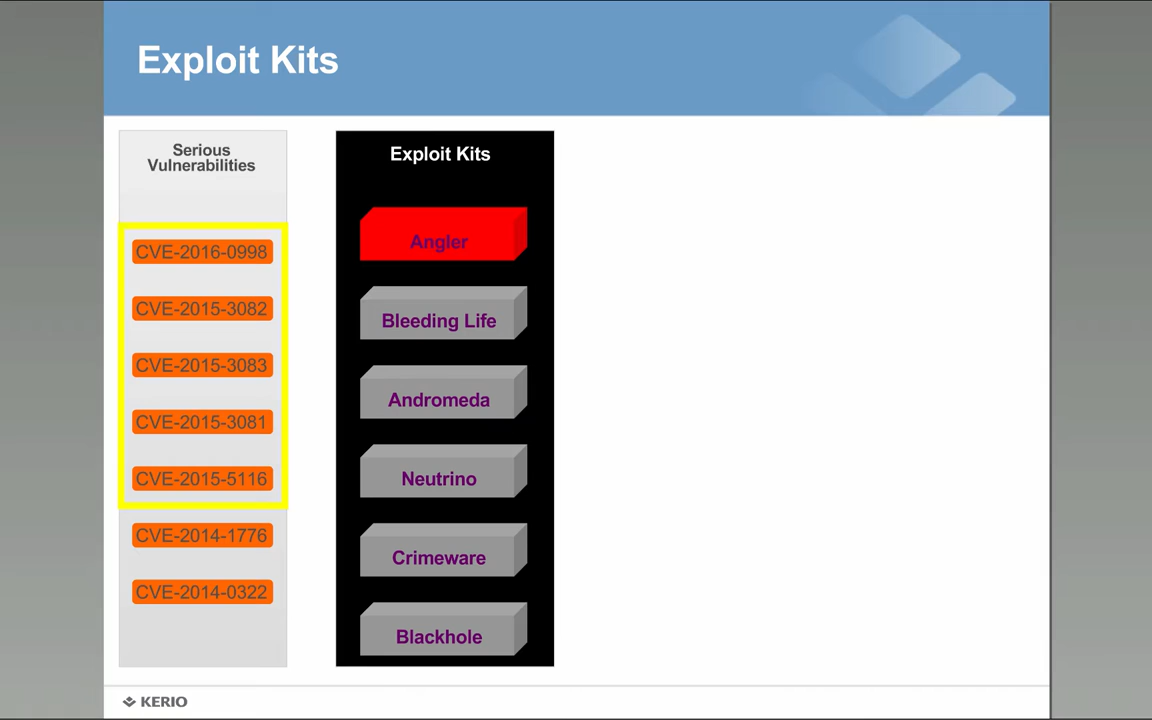 Exploit Kits
Serious
Vulnerabilities
CVE-2016-0998
CVE-2015-3082
CVE-2015-3083
CVE-2015-3081
CVE-2015-5116
CVE-2014-1776
CVE-2014-0322
Exploit Kits
Angler
Bleeding Life
Andromeda
Neutrino
Crimeware
Blackhole
KERIO